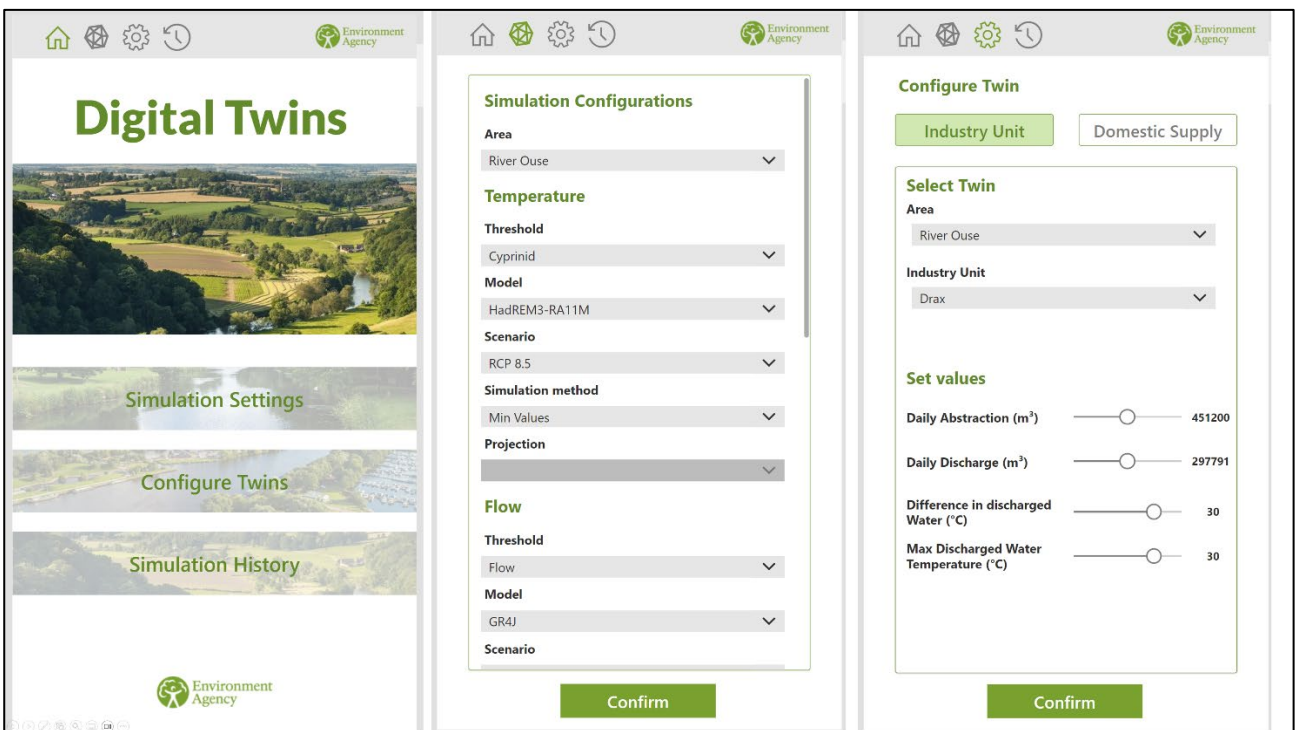 Environment
Agency
Digital Twins
Simulation Settings
Configure Twins
Simulation History
Environment
Agency
Environment
Agency
Simulation Configurations
Area
River Ouse
Temperature
Threshold
Cyprinid
Model
HadREM3-RA11M
Scenario
RCP 8.5
Simulation method
Min Values
Projection
Flow
Threshold
Flow
Model
GR4J
Scenario
Confirm
Environment
Agency
Configure Twin
Industry Unit
Domestic Supply
Select Twin
Area
River Ouse
Industry Unit
Drax
Set values
Daily Abstraction (m³) 451200
Daily Discharge (m³) 297791
Difference in discharged
Water (°C) 30
Max Discharged Water
Temperature (°C) 30
Confirm